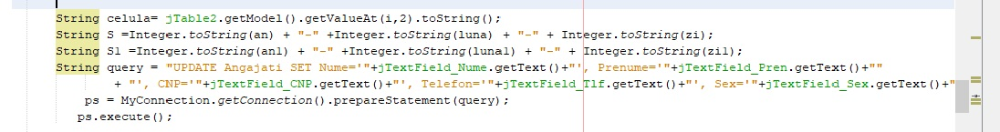 String celula= jTable2.getModel().getValueAt(i,2).toString();
String S =Integer.toString(an) + "-" +Integer.toString(luna) + "-" + Integer.toString(zi);
String S1 =Integer.toString(an1) + "-" +Integer.toString(luna1) + "-" + Integer.toString(zi1);
String query = "UPDATE Angajati SET Nume='"+jTextField_Nume.getText()+"', Prenume='"+jTextField_Pren.getText()+""
+ "', CNP='"+jTextField_CNP.getText()+"', Telefon='"+jTextField_Tlf.getText()+"', Sex='"+jTextField_Sex.getText()+"
ps = MyConnection.getConnection().prepareStatement(query);
ps.execute();